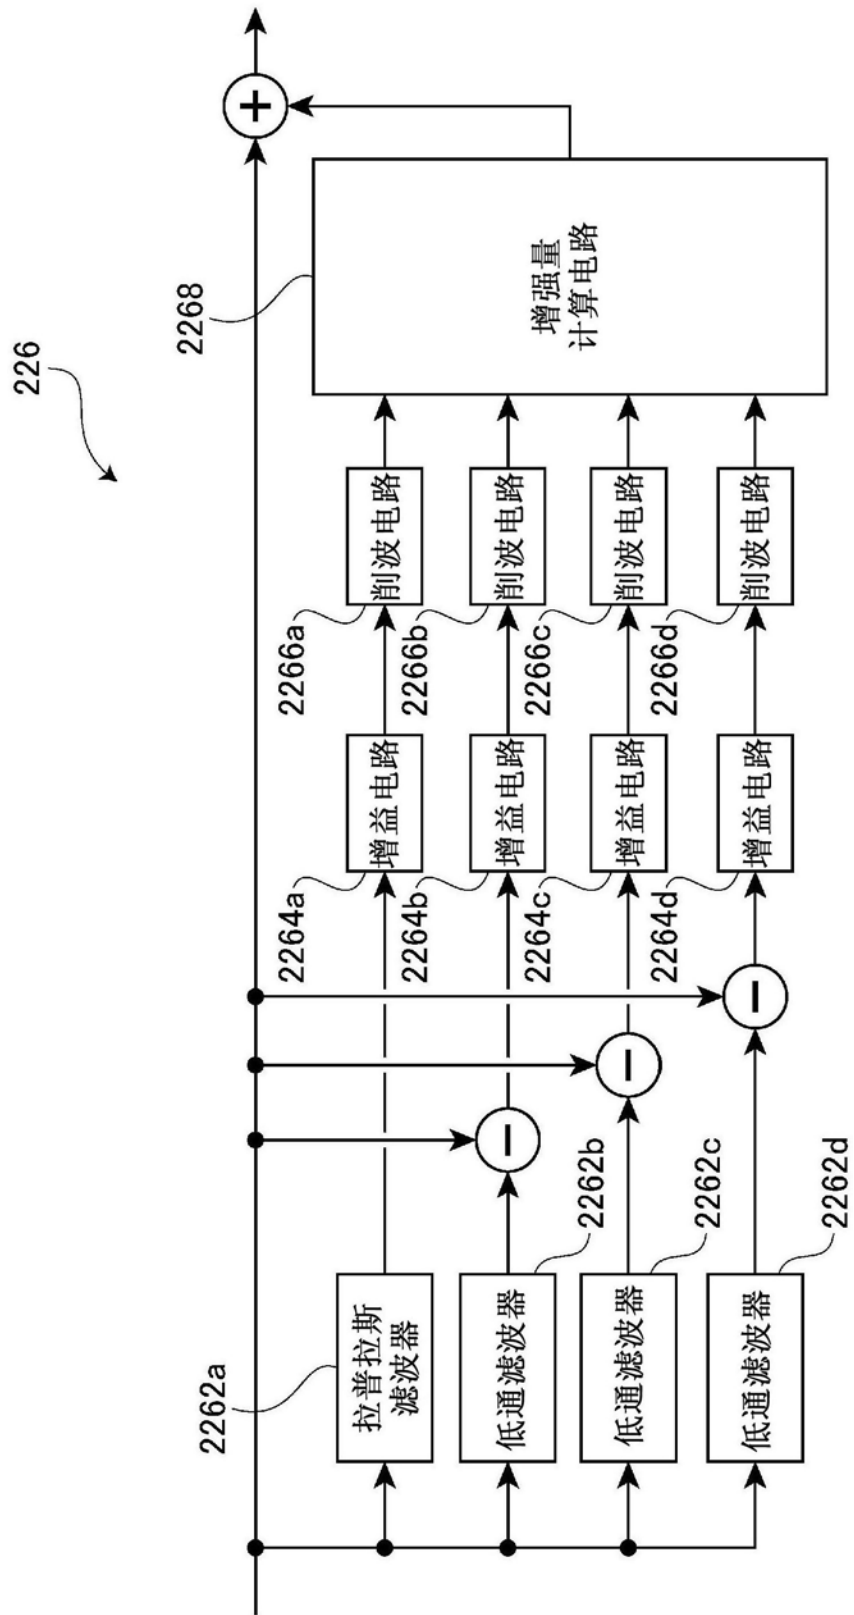 226
2262a
拉普拉斯
滤波器
2264a
增益电路
2266a
削波电路
2268
增强量
计算电路
+
低通滤波器
2262b
−
2264b
增益电路
2266b
削波电路
低通滤波器
2262c
−
2264c
增益电路
2266c
削波电路
低通滤波器
2262d
−
2264d
增益电路
2266d
削波电路